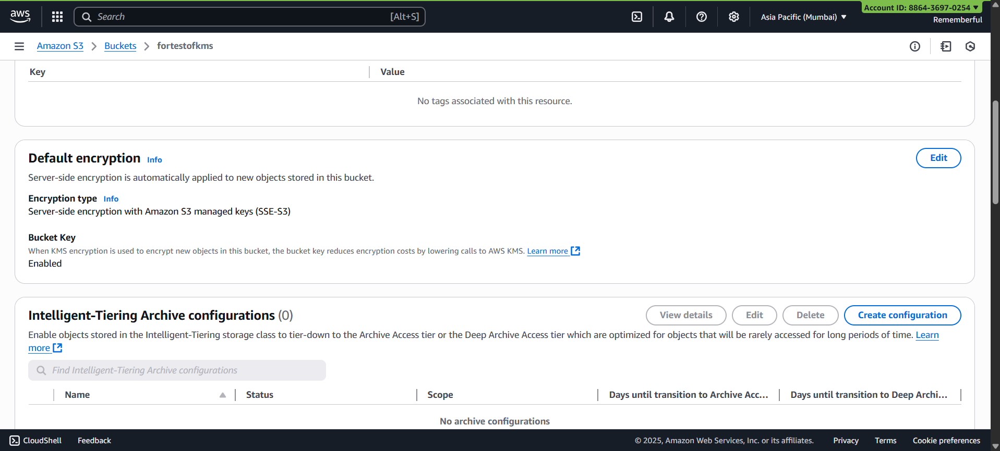 aws
Search
[Alt+S]
Asia Pacific (Mumbai)
Account ID: 8864-3697-0254
Rememberful
Amazon S3
Buckets
fortestofkms
Key
Value
No tags associated with this resource.
Default encryption
Info
Edit
Server-side encryption is automatically applied to new objects stored in this bucket.
Encryption type
Info
Server-side encryption with Amazon S3 managed keys (SSE-S3)
Bucket Key
When KMS encryption is used to encrypt new objects in this bucket, the bucket key reduces encryption costs by lowering calls to AWS KMS. Learn more
Enabled
Intelligent-Tiering Archive configurations (0)
View details
Edit
Delete
Create configuration
Enable objects stored in the Intelligent-Tiering storage class to tier-down to the Archive Access tier or the Deep Archive Access tier which are optimized for objects that will be rarely accessed for long periods of time. Learn
more
Find Intelligent-Tiering Archive configurations
Name
Status
Scope
Days until transition to Archive Acc...
Days until transition to Deep Archi...
No archive configurations
CloudShell
Feedback
© 2025, Amazon Web Services, Inc. or its affiliates.
Privacy
Terms
Cookie preferences